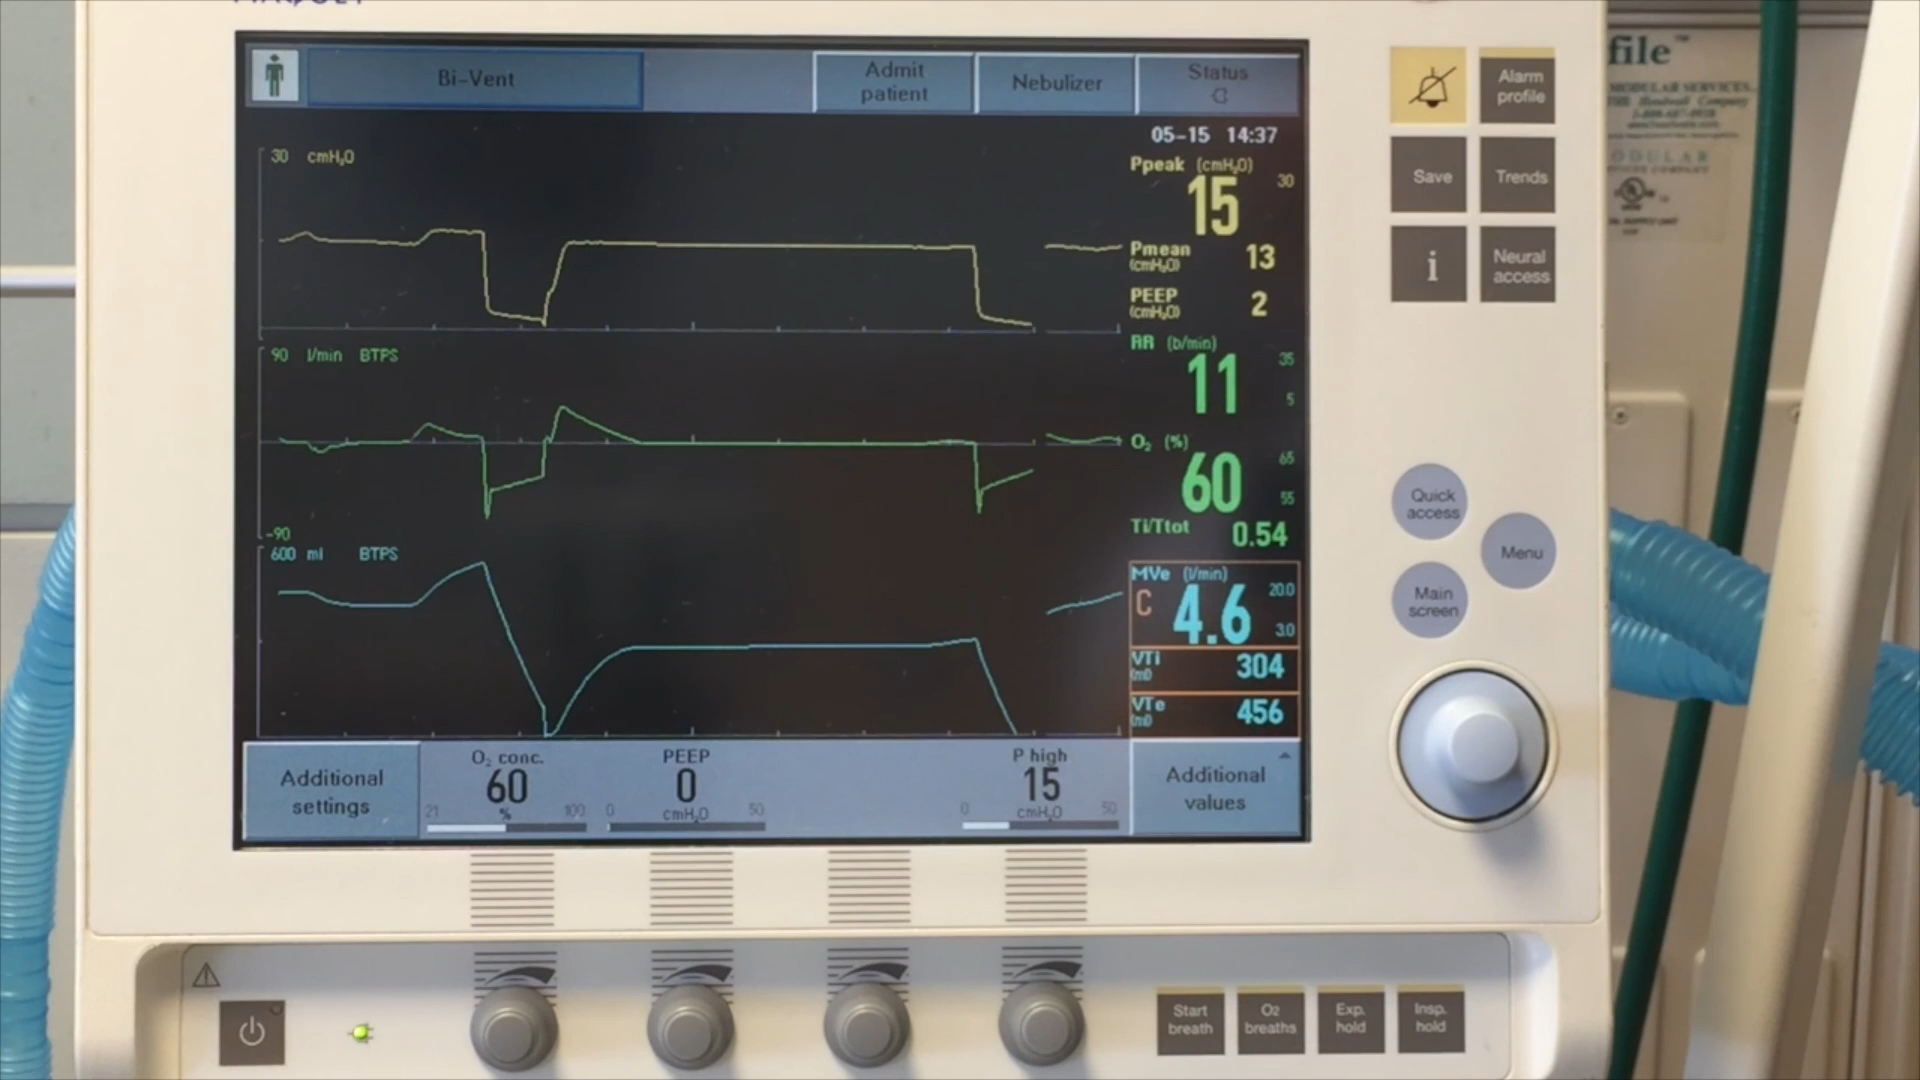 Bi-Vent
Admit
patient
Nebulizer
Status
05-15 14:37
30 cmH₂O
Ppeak (cmH₂O)
15
30
Pmean
(cmH₂O)
13
PEEP
(cmH₂O)
2
90 l/min BTPS
-90
RR (b/min)
11
35
5
O₂ (%)
60
65
55
Ti/Ttot
0.54
600 ml BTPS
MVe (l/min)
C 4.6
20.0
3.0
VTi
(ml)
304
VTe
(ml)
456
Additional
settings
O₂ conc.
60
21 % 100
PEEP
0
0 cmH₂O 50
P high
15
0 cmH₂O 50
Additional
values
Alarm
profile
Save
Trends
i
Neural
access
Quick
access
Menu
Main
screen
Start
breath
O2
breaths
Exp.
hold
Insp.
hold
file™
MODULAR SERVICES